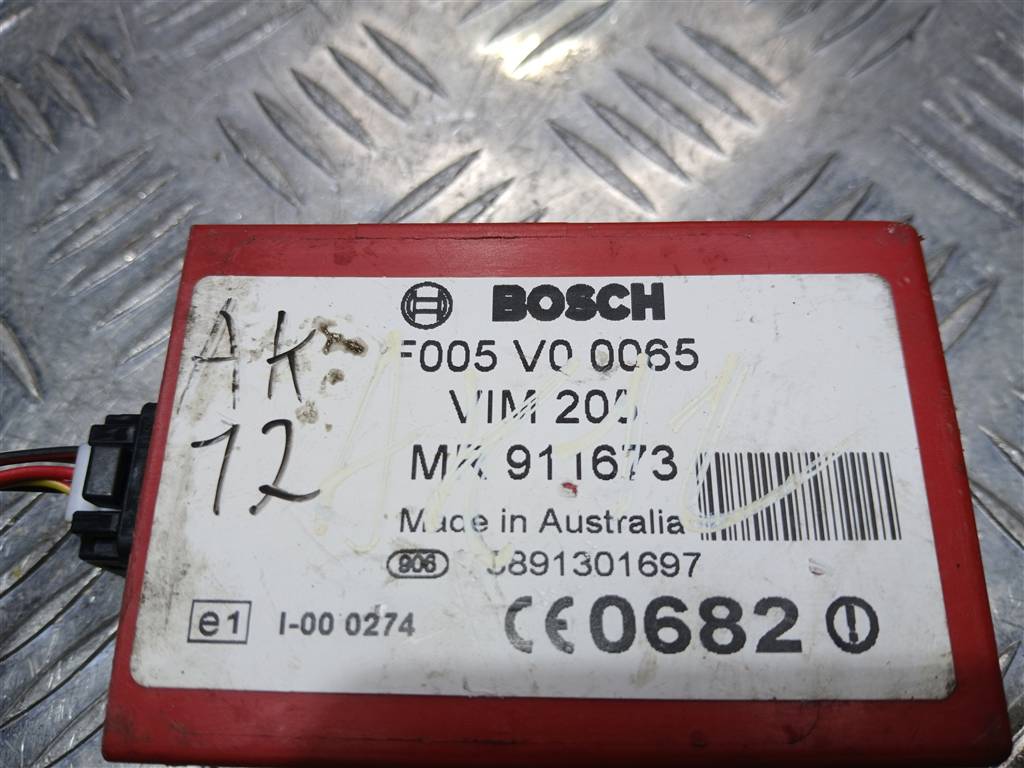 BOSCH
F005 V0 0065
VIM 205
MR 911673
Made in Australia
906 8891301697
e1 I-00 0274 CE 0682
AK
12